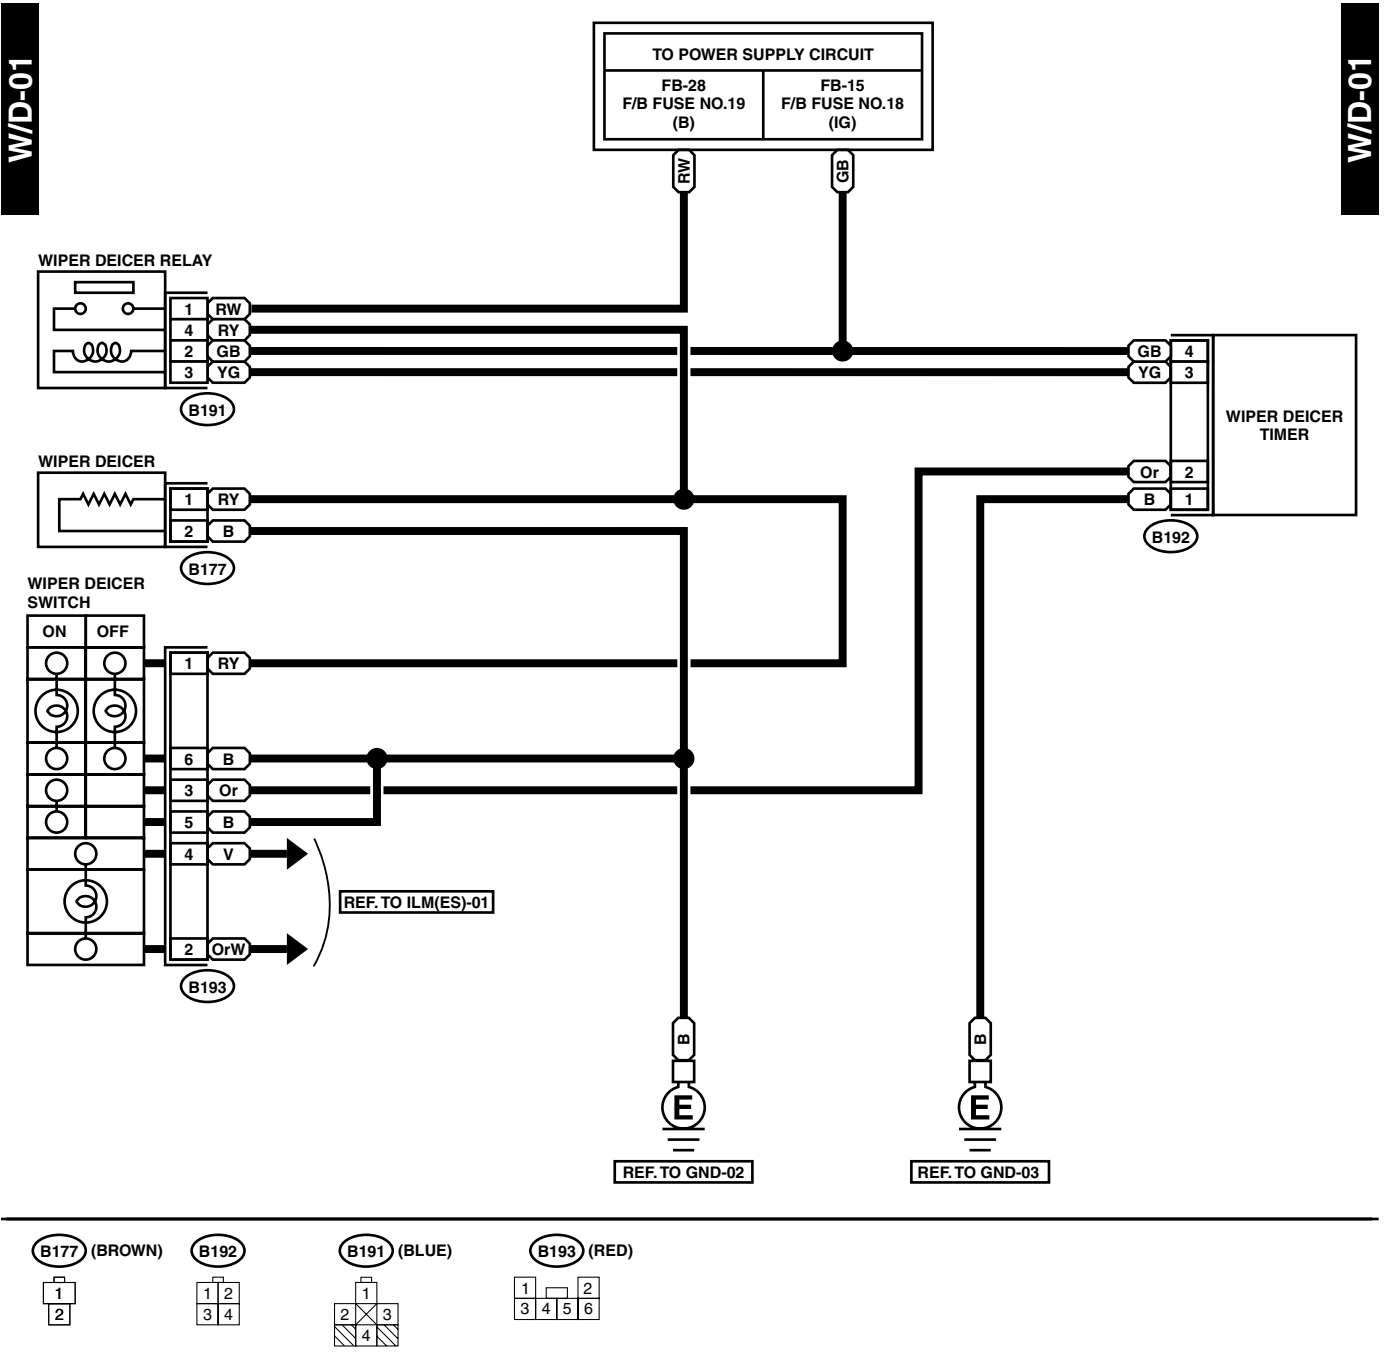 W/D-01
W/D-01
TO POWER SUPPLY CIRCUIT
FB-28
F/B FUSE NO.19
(B)
FB-15
F/B FUSE NO.18
(IG)
RW
GB
WIPER DEICER RELAY
1 RW
4 RY
2 GB
3 YG
B191
GB 4
YG 3
Or 2
B 1
WIPER DEICER
TIMER
B192
WIPER DEICER
1 RY
2 B
B177
WIPER DEICER
SWITCH
ON OFF
1 RY
6 B
3 Or
5 B
4 V
2 OrW
REF. TO ILM(ES)-01
B193
B
B
E
E
REF. TO GND-02
REF. TO GND-03
B177 (BROWN)
1
2
B192
1 2
3 4
B191 (BLUE)
1
2 3
4
B193 (RED)
1 2
3 4 5 6